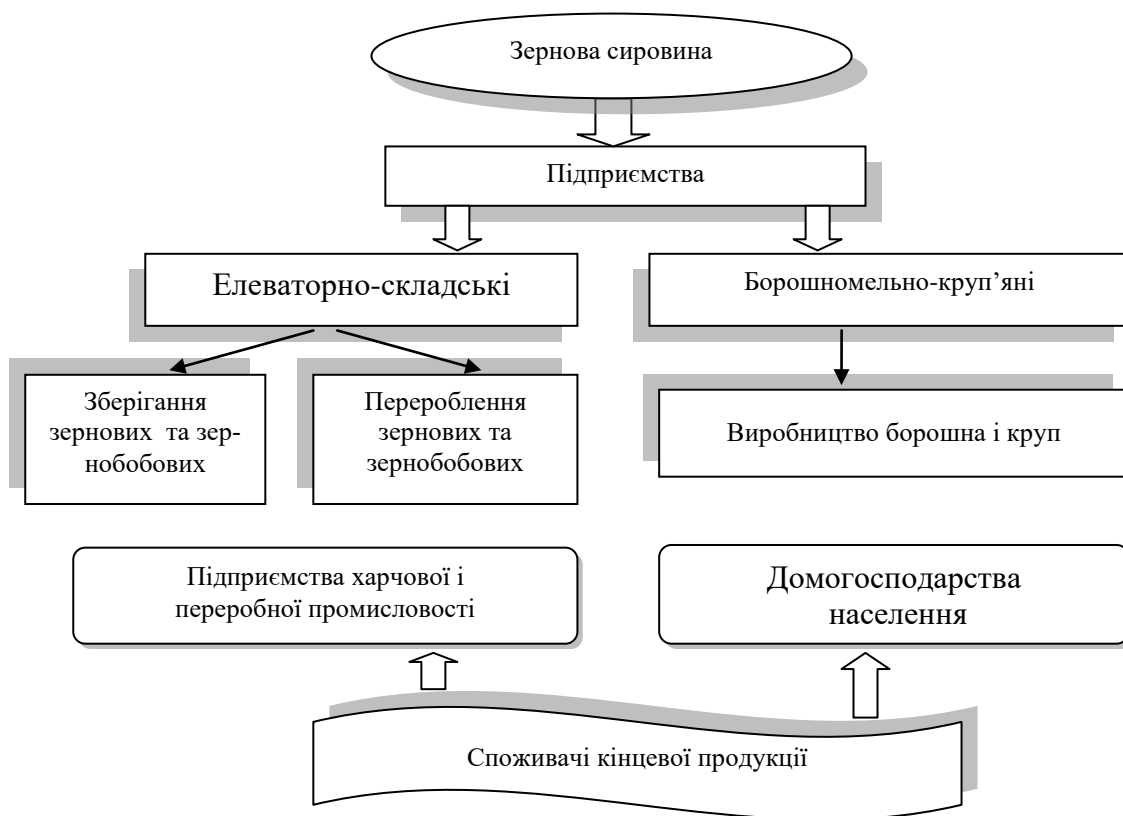 Зернова сировина
Підприємства
Елеваторно-складські
Борошномельно-круп’яні
Зберігання
зернових та зер-
нобобових
Перероблення
зернових та
зернобобових
Виробництво борошна і круп
Підприємства харчової і
переробної промисловості
Домогосподарства
населення
Споживачі кінцевої продукції